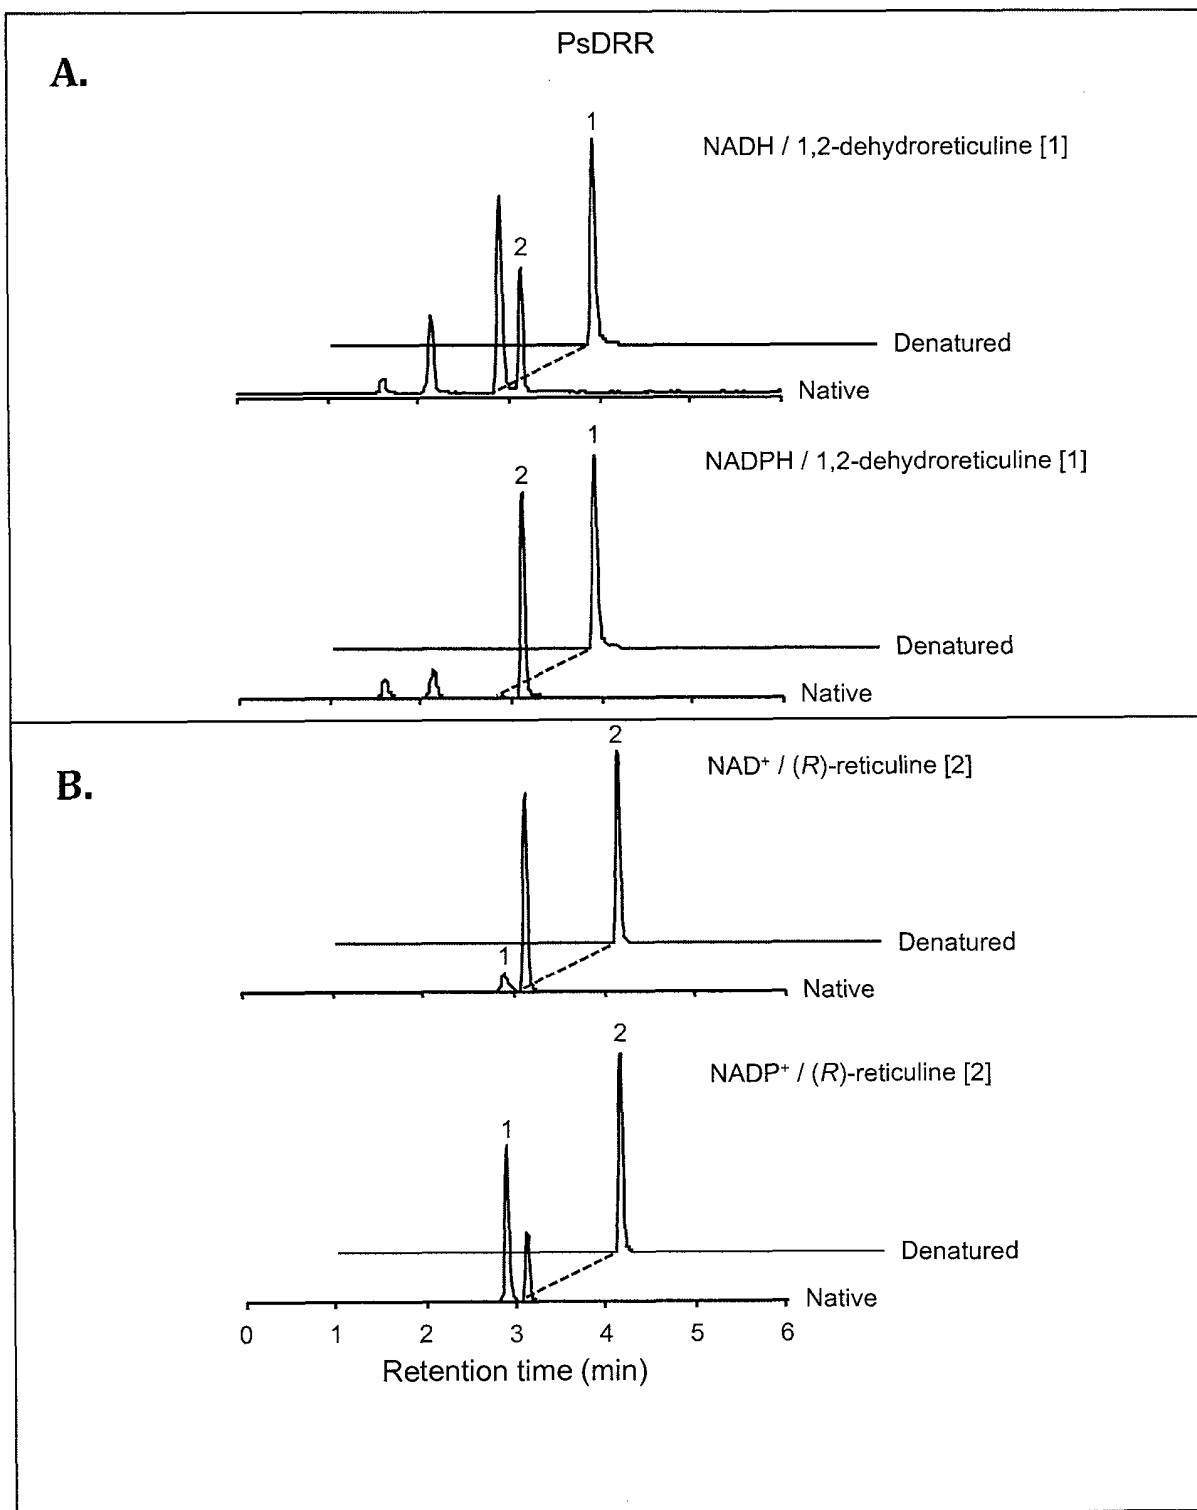 PsDRR
A.
1
NADH / 1,2-dehydroreticuline [1]
2
Denatured
Native
1
NADPH / 1,2-dehydroreticuline [1]
2
Denatured
Native
B.
2
NAD+ / (R)-reticuline [2]
Denatured
1
Native
2
NADP+ / (R)-reticuline [2]
1
Denatured
Native
0 1 2 3 4 5 6
Retention time (min)